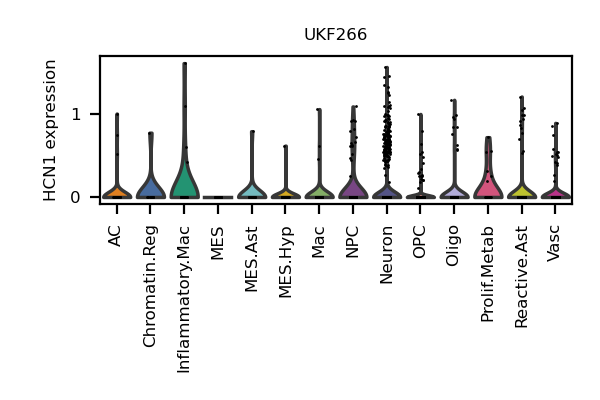 UKF266
HCN1 expression
1
0
AC
Chromatin.Reg
Inflammatory.Mac
MES
MES.Ast
MES.Hyp
Mac
NPC
Neuron
OPC
Oligo
Prolif.Metab
Reactive.Ast
Vasc